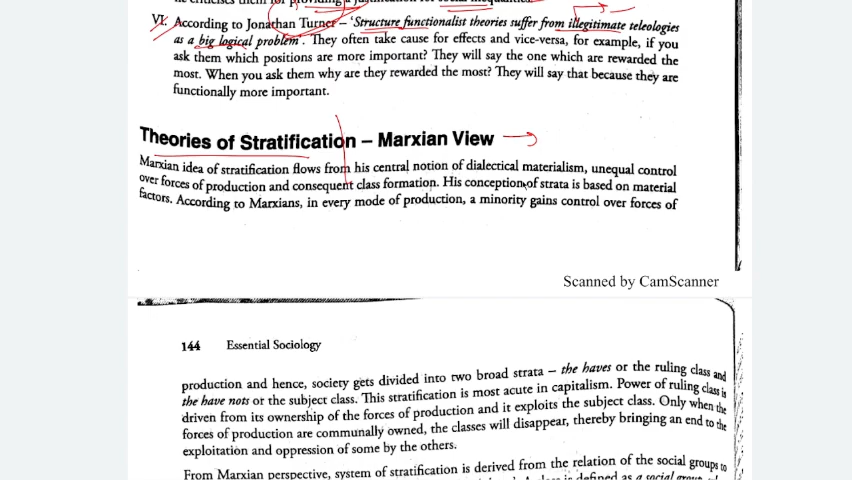 VI. According to Jonathan Turner – 'Structure functionalist theories suffer from illegitimate teleologies
as a big logical problem'. They often take cause for effects and vice-versa, for example, if you
ask them which positions are more important? They will say the one which are rewarded the
most. When you ask them why are they rewarded the most? They will say that because they are
functionally more important.
Theories of Stratification – Marxian View
Marxian idea of stratification flows from his central notion of dialectical materialism, unequal control
over forces of production and consequent class formation. His conception of strata is based on material
factors. According to Marxians, in every mode of production, a minority gains control over forces of
Scanned by CamScanner
144 Essential Sociology
production and hence, society gets divided into two broad strata – the haves or the ruling class and
the have nots or the subject class. This stratification is most acute in capitalism. Power of ruling class is
driven from its ownership of the forces of production and it exploits the subject class. Only when the
forces of production are communally owned, the classes will disappear, thereby bringing an end to the
exploitation and oppression of some by the others.
From Marxian perspective, system of stratification is derived from the relation of the social groups to